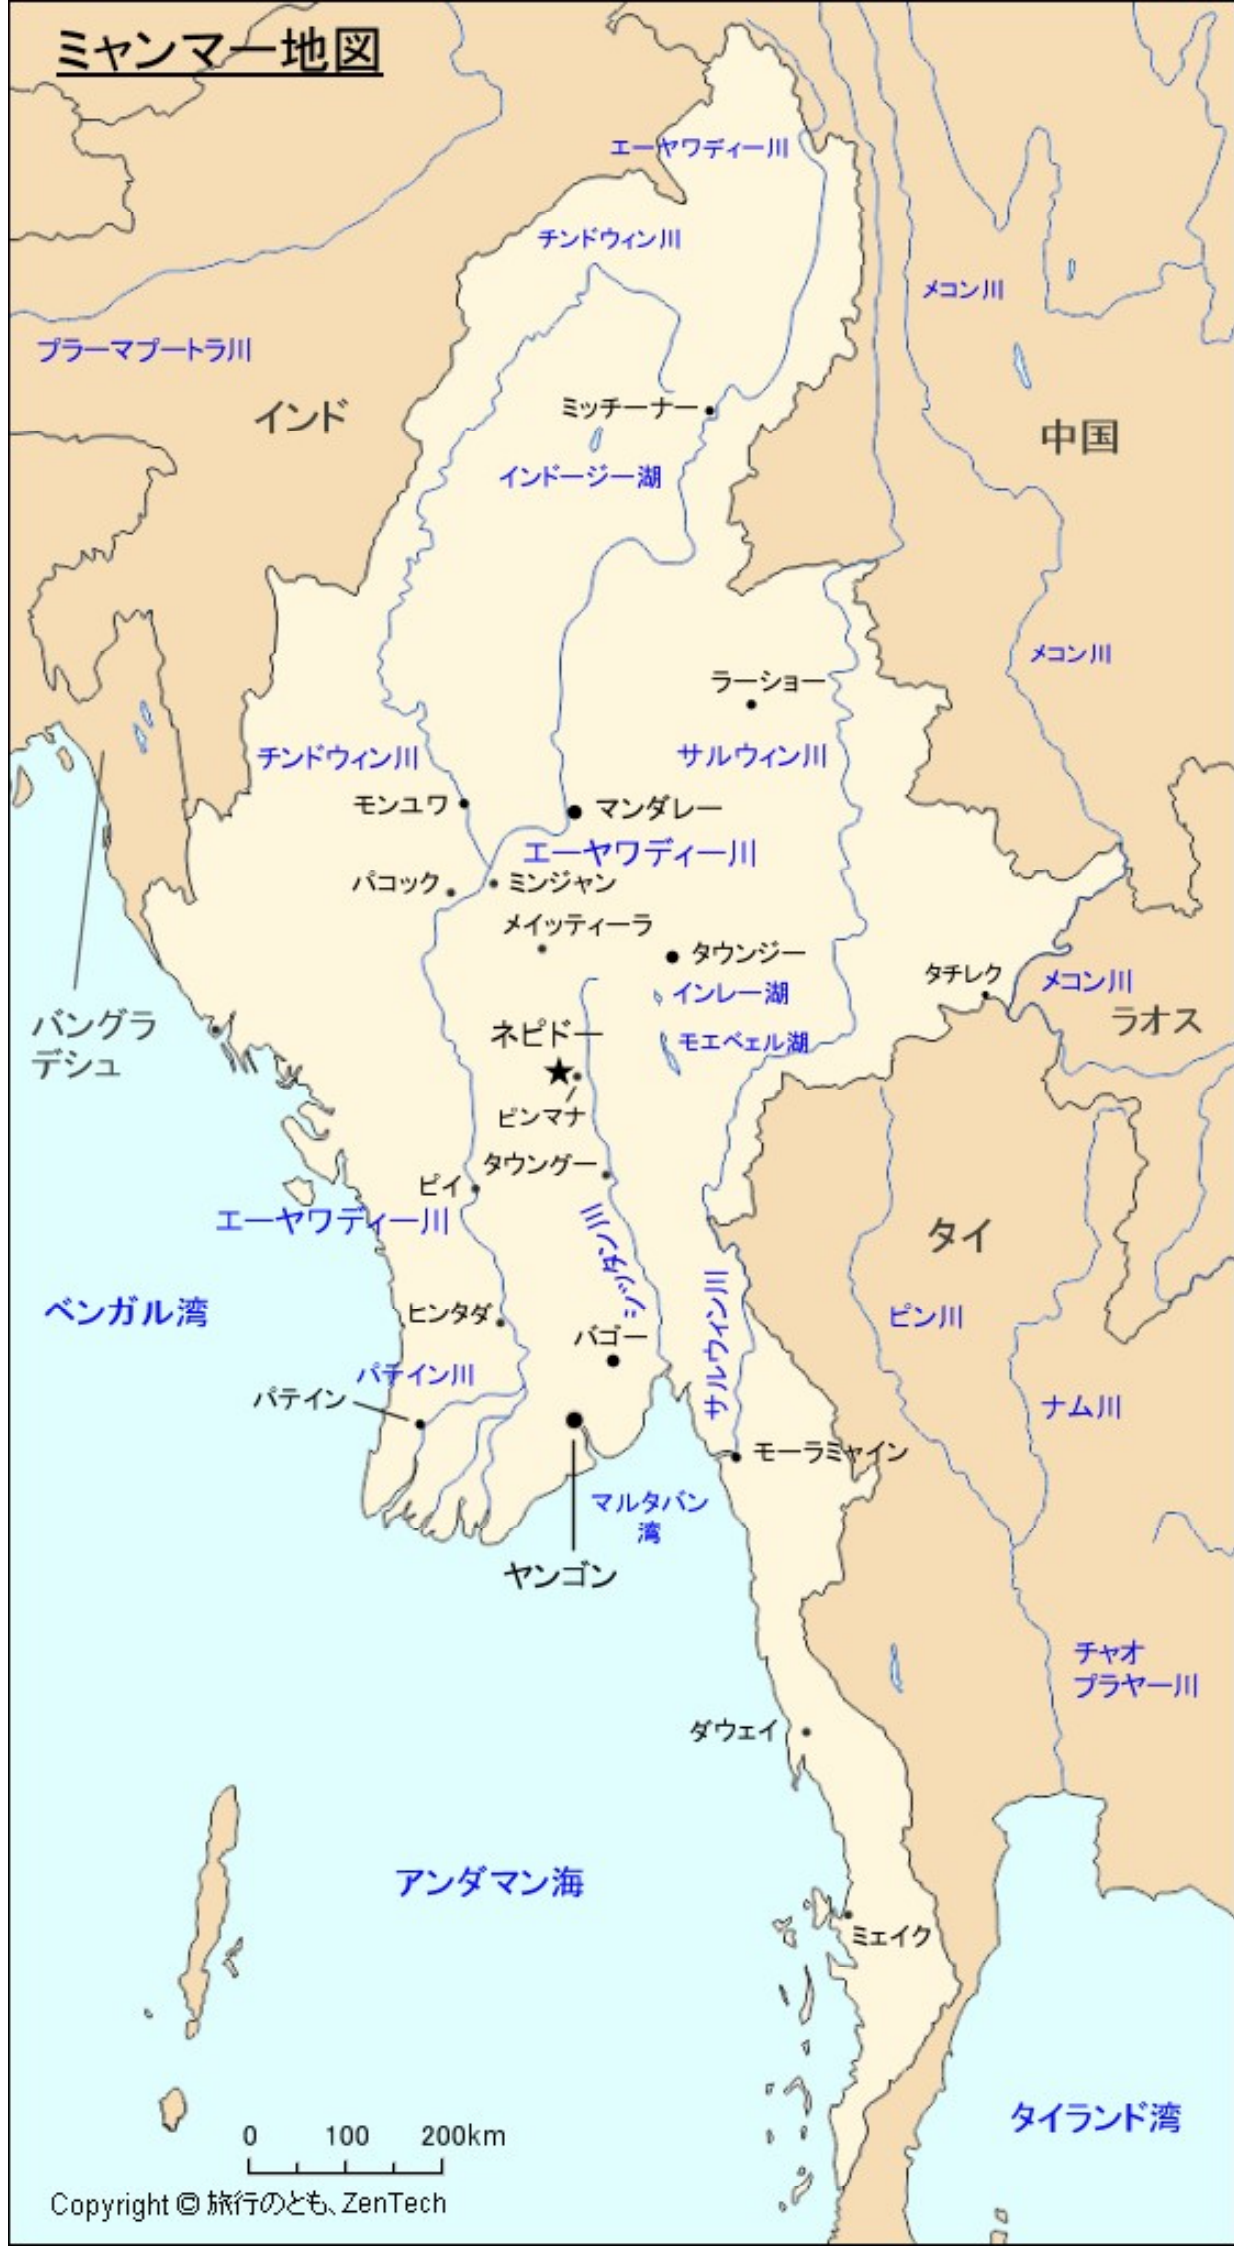 ミャンマー地図
エーヤワディー川
チンドウィン川
メコン川
プラーマプートラ川
インド
ミッチーナー
中国
インドージー湖
メコン川
ラーショー
チンドウィン川
サルウィン川
モンユワ
マンダレー
エーヤワディー川
パコック
ミンジャン
メイッティーラ
タウンジー
タチレク
メコン川
インレー湖
ラオス
バングラ
デシュ
ネピドー
モエベェル湖
ピンマナ
タウングー
ピイ
エーヤワディー川
シッタン川
タイ
ベンガル湾
サルウィン川
ヒンタダ
ピン川
バゴー
パテイン川
パテイン
ナム川
モーラミャイン
マルタバン
湾
ヤンゴン
チャオ
プラヤー川
ダウェイ
アンダマン海
ミェイク
タイランド湾
0 100 200km
Copyright © 旅行のとも、ZenTech